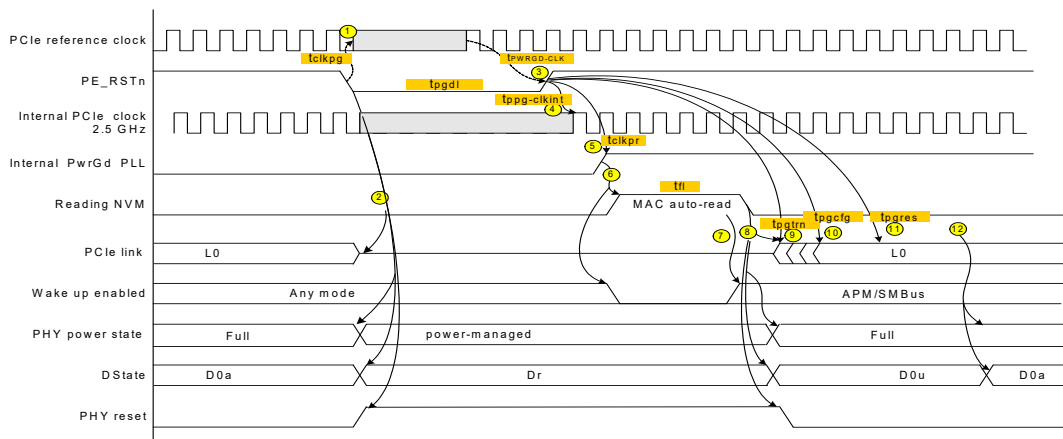 PCIe reference clock
1
tclkpg
tPWRGD-CLK
PE_RSTn
3
tpgdl
tppg-clkint
Internal PCIe clock
2.5 GHz
4
tclkpr
5
Internal PwrGd PLL
6
tfl
Reading NVM
2
MAC auto-read
tpgtrn
tpgcfg
tpgres
7
8
9
10
11
12
PCIe link
L0
L0
Wake up enabled
Any mode
APM/SMBus
PHY power state
Full
power-managed
Full
DState
D0a
Dr
D0u
D0a
PHY reset